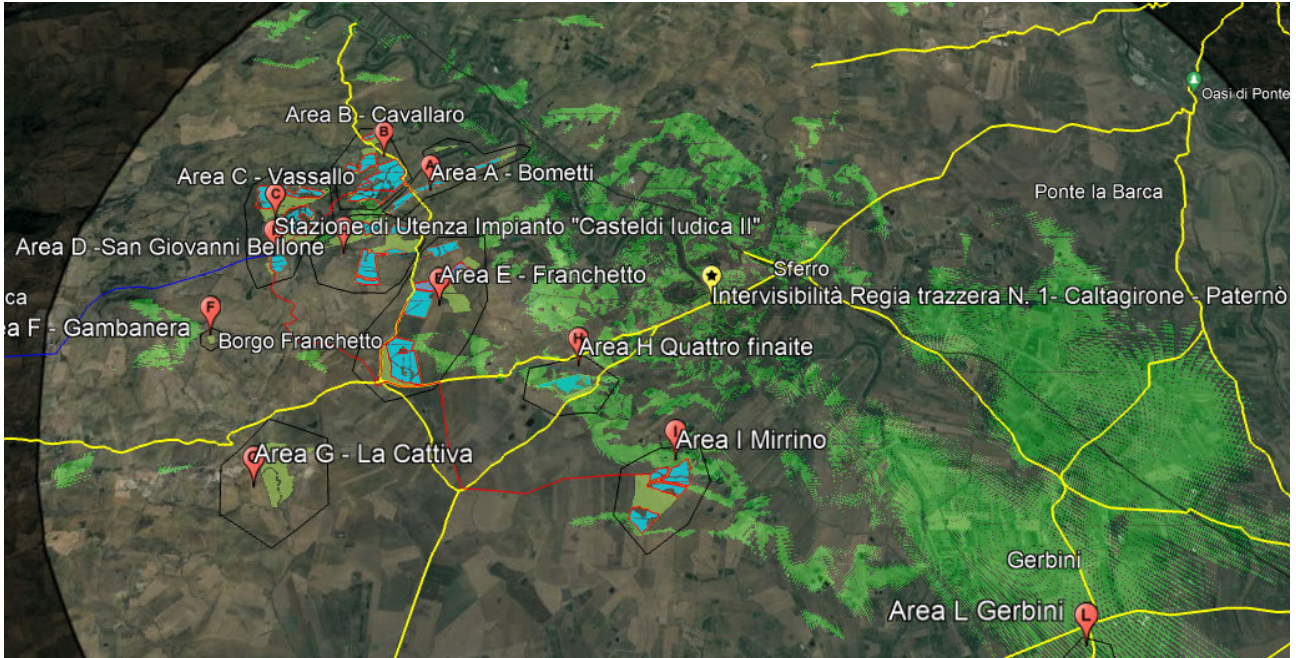 Oasi di Ponte
Area B - Cavallaro
B
A
Area A - Bometti
Area C - Vassallo
C
Ponte la Barca
Stazione di Utenza Impianto "Casteldi Iudica II"
Area D -San Giovanni Bellone
Sferro
E
Area E - Franchetto
Intervisibilità Regia trazzera N. 1- Caltagirone - Paternò
ca
F
ea F - Gambanera
Borgo Franchetto
H
Area H Quattro finaite
I
Area I Mirrino
G
Area G - La Cattiva
Gerbini
Area L Gerbini
L